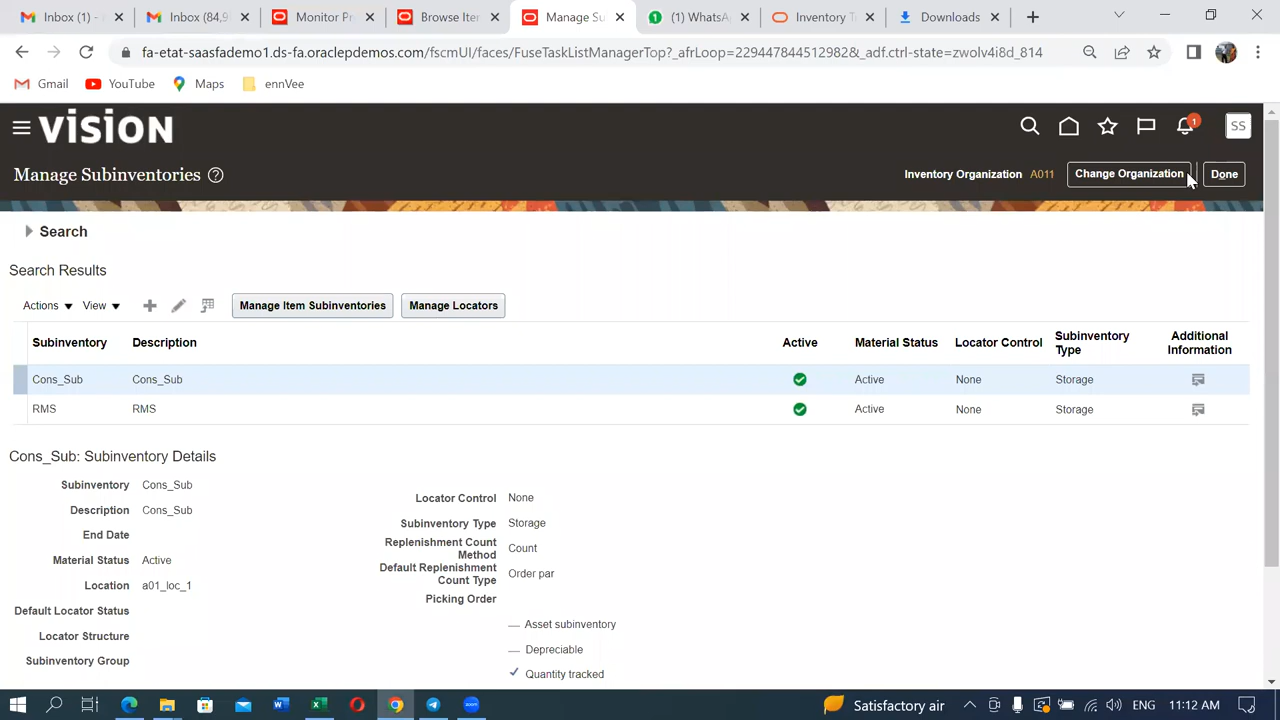 Inbox (1) -
Inbox (84,9
Monitor Pr
Browse Iter
Manage Su
(1) WhatsA
Inventory T
Downloads
fa-etat-saasfademo1.ds-fa.oraclepdemos.com/fscmUI/faces/FuseTaskListManagerTop?_afrLoop=22944784451298&_adf.ctrl-state=zwolv4i8d_814
Gmail
YouTube
Maps
ennVee
VISION
SS
1
Manage Subinventories
Inventory Organization A011
Change Organization
Done
Search
Search Results
Actions
View
Manage Item Subinventories
Manage Locators
Subinventory Description Active Material Status Locator Control Subinventory Type Additional Information
Cons_Sub Cons_Sub Active None Storage
RMS RMS Active None Storage
Cons_Sub: Subinventory Details
Subinventory Cons_Sub
Description Cons_Sub
End Date
Material Status Active
Location a01_loc_1
Default Locator Status
Locator Structure
Subinventory Group
Locator Control None
Subinventory Type Storage
Replenishment Count Method Count
Default Replenishment Count Type Order par
Picking Order
Asset subinventory
Depreciable
Quantity tracked
Satisfactory air
ENG
11:12 AM